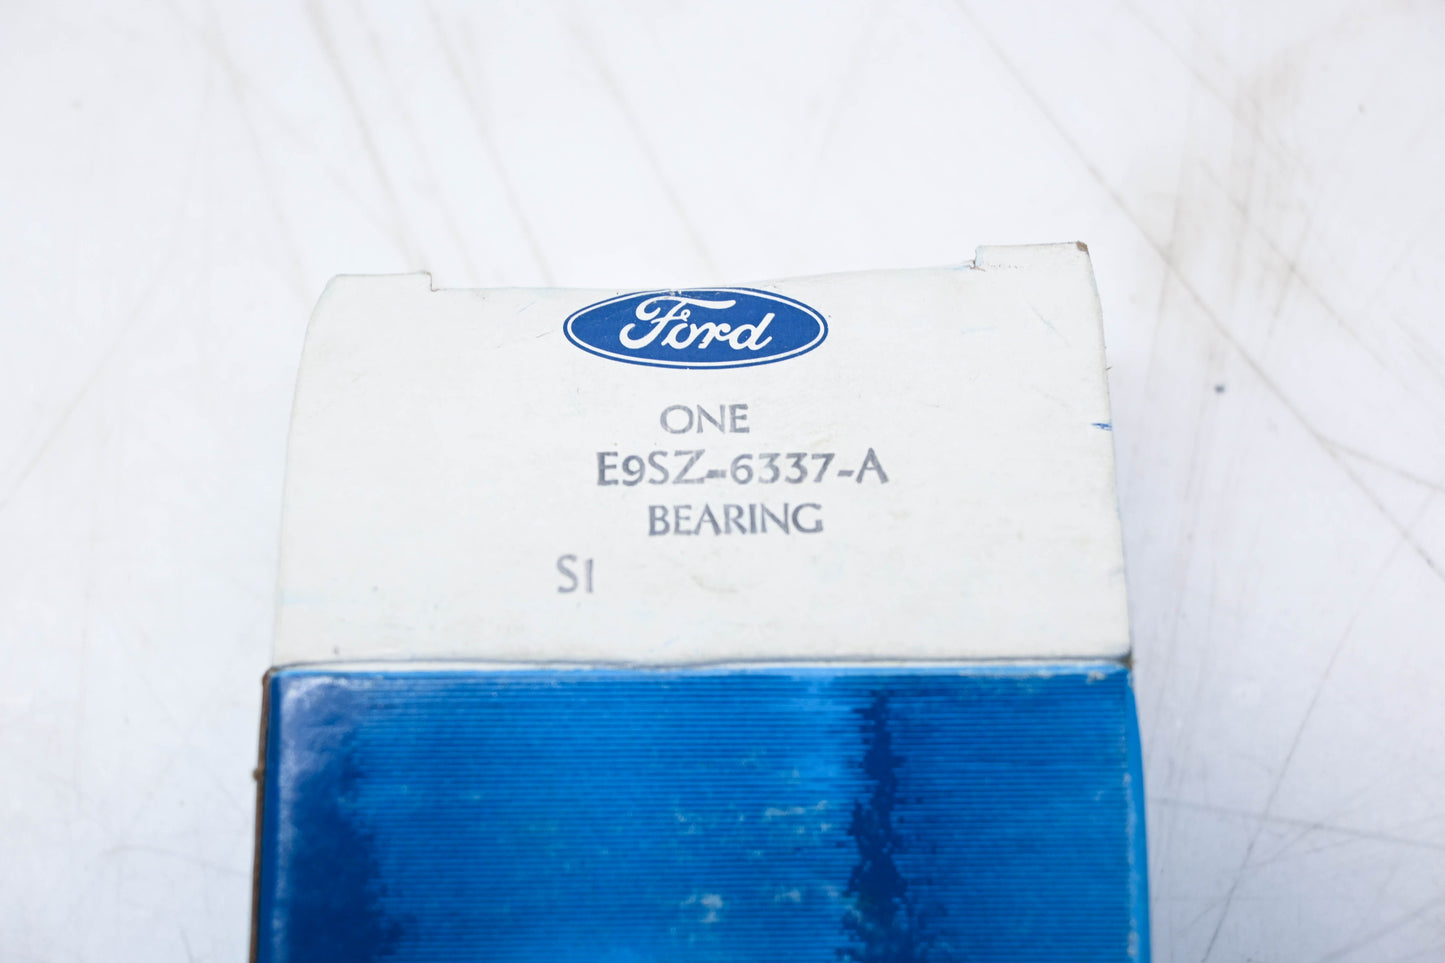 Ford
ONE
E9SZ-6337-A
BEARING
S1